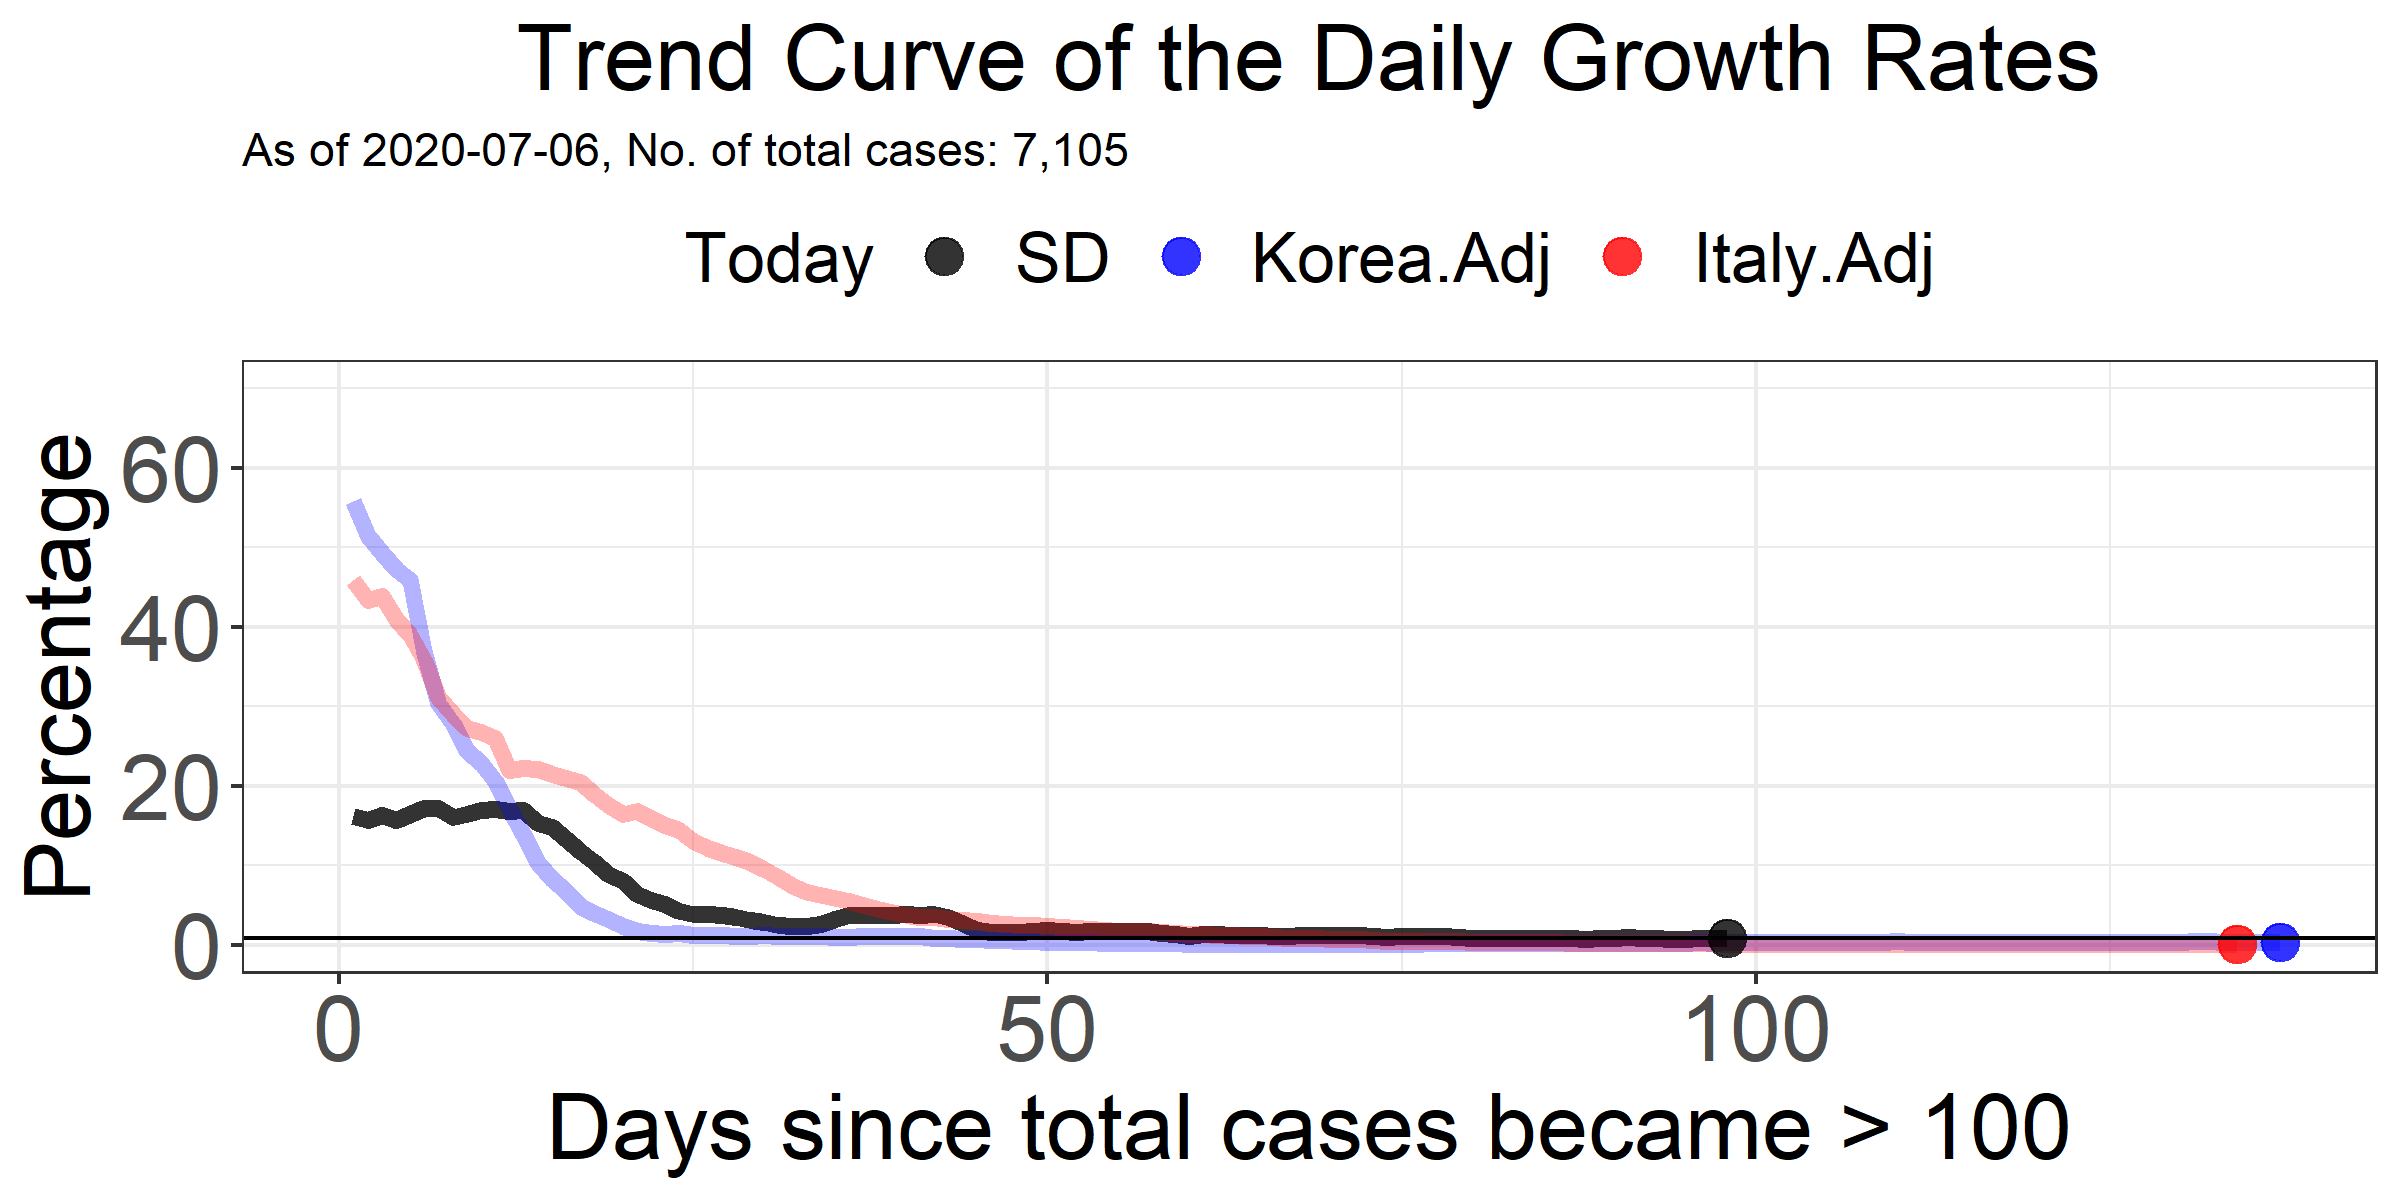 Trend Curve of the Daily Growth Rates
As of 2020-07-06, No. of total cases: 7,105
Today SD Korea.Adj Italy.Adj
Percentage
60
40
20
0
0 50 100
Days since total cases became > 100